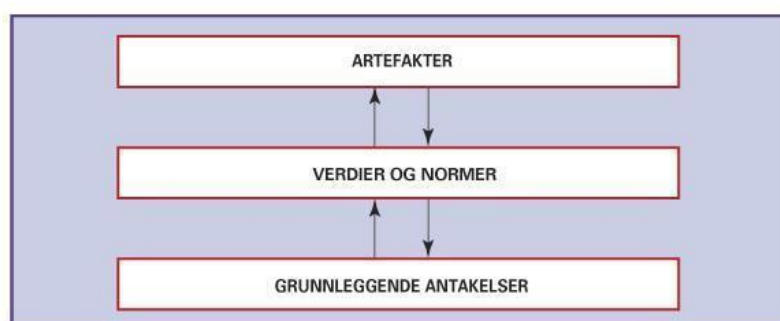 ARTEFAKTER
VERDIER OG NORMER
GRUNNLEGGENDE ANTAKELSER